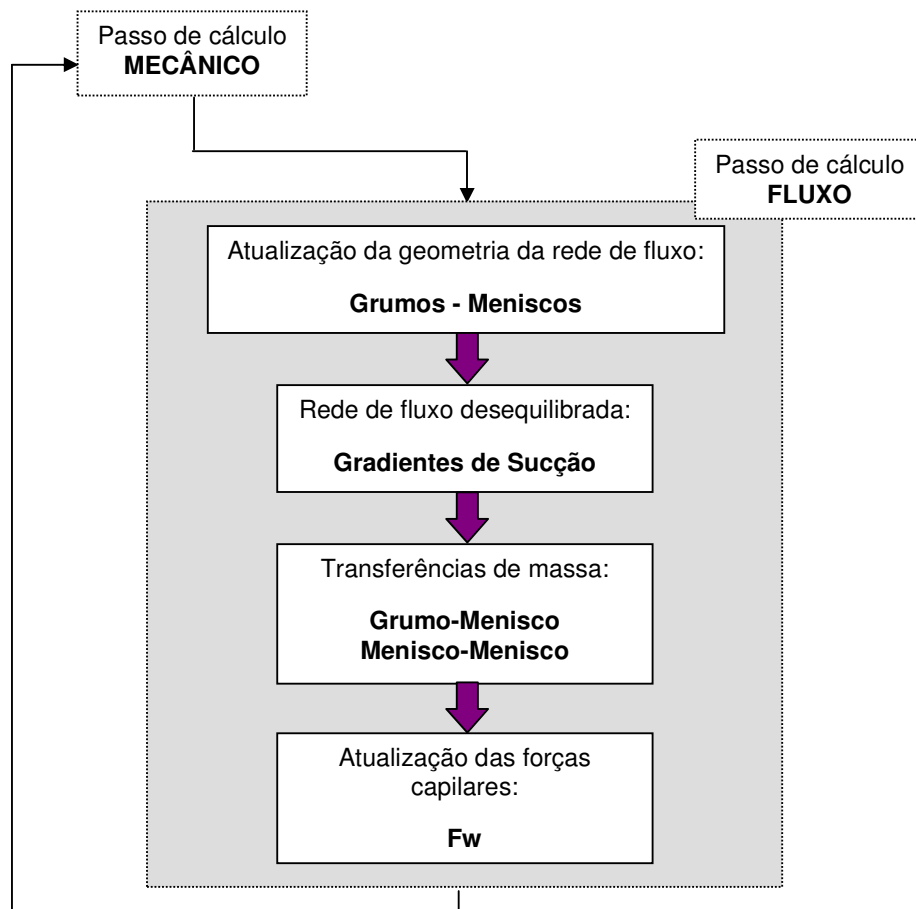 Passo de cálculo
MECÂNICO
Passo de cálculo
FLUXO
Atualização da geometria da rede de fluxo:
Grumos - Meniscos
Rede de fluxo desequilibrada:
Gradientes de Sucção
Transferências de massa:
Grumo-Menisco
Menisco-Menisco
Atualização das forças
capilares:
Fw